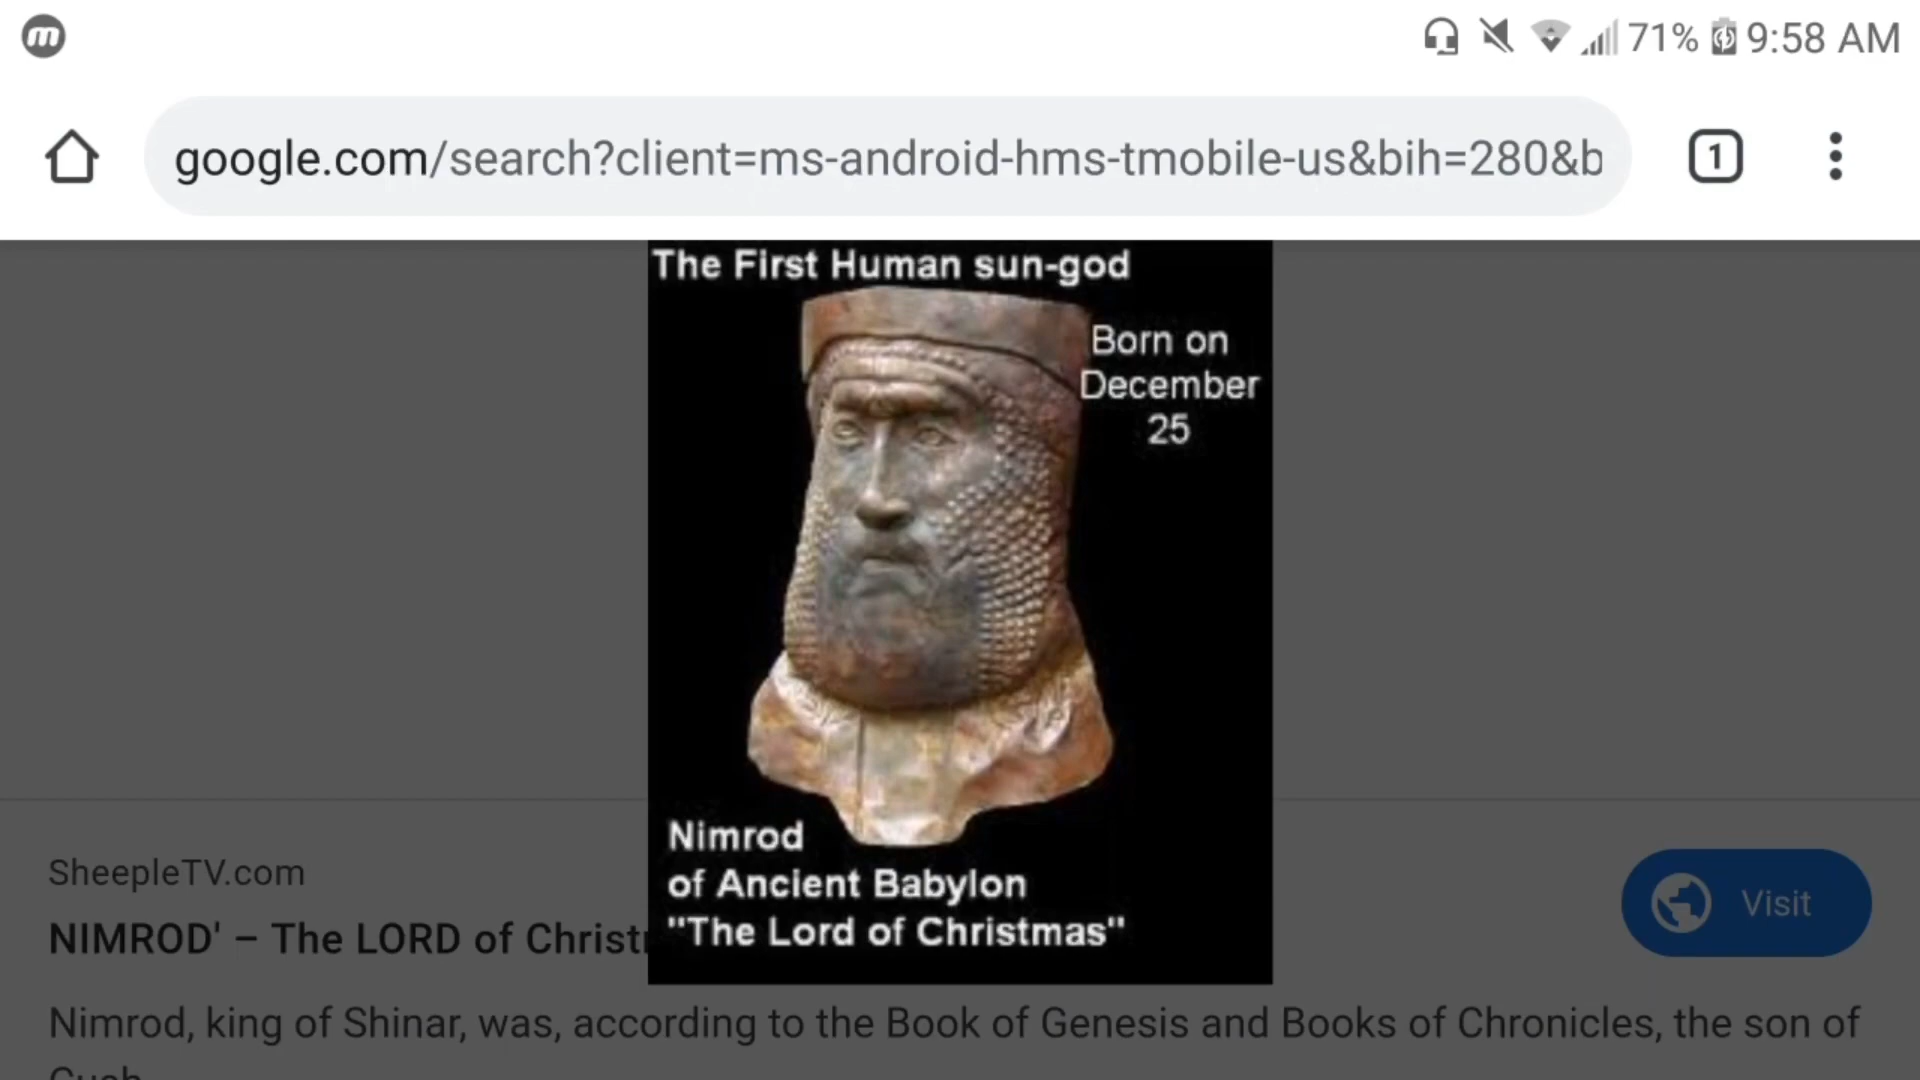 m
71% 9:58 AM
google.com/search?client=ms-android-hms-tmobile-us&bih=280&b
1
The First Human sun-god
Born on
December
25
Nimrod
of Ancient Babylon
"The Lord of Christmas"
SheepleTV.com
NIMROD' – The LORD of Christ
Visit
Nimrod, king of Shinar, was, according to the Book of Genesis and Books of Chronicles, the son of
Cush